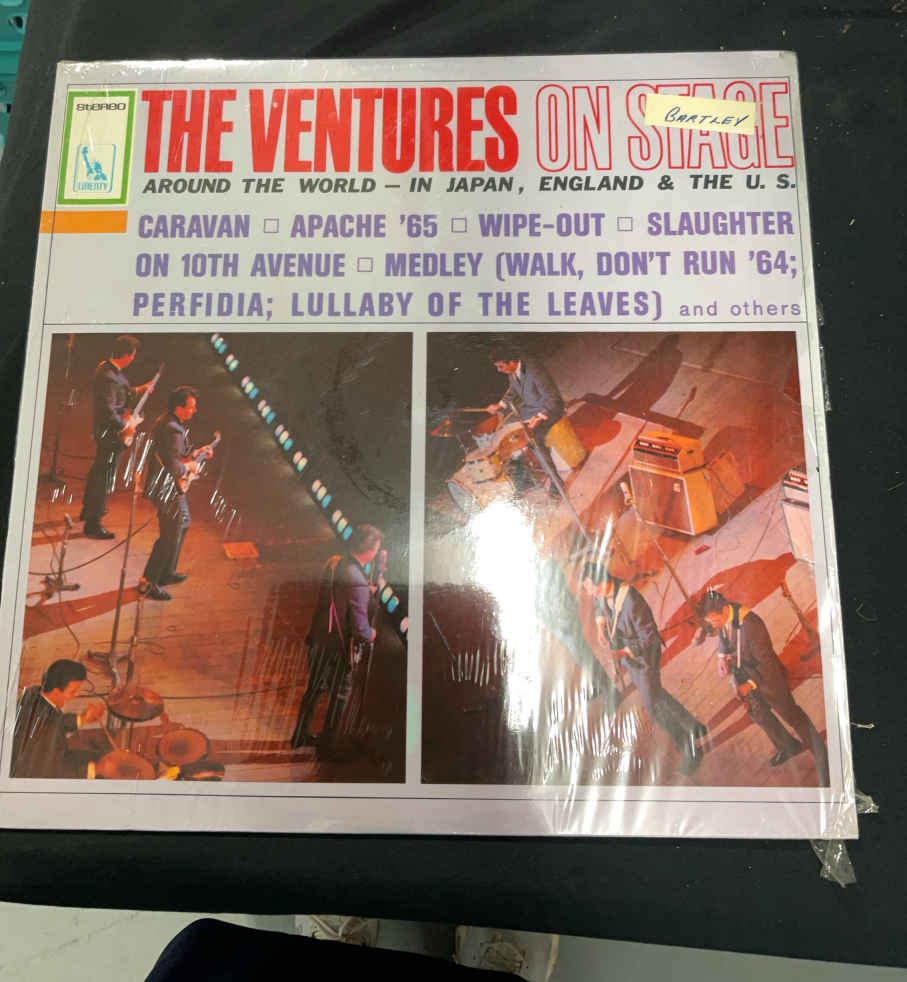 Stereo
LIBERTY
THE VENTURES ON STAGE
BARTLEY
AROUND THE WORLD — IN JAPAN, ENGLAND & THE U. S.
CARAVAN □ APACHE '65 □ WIPE-OUT □ SLAUGHTER
ON 10TH AVENUE □ MEDLEY (WALK, DON'T RUN '64;
PERFIDIA; LULLABY OF THE LEAVES) and others